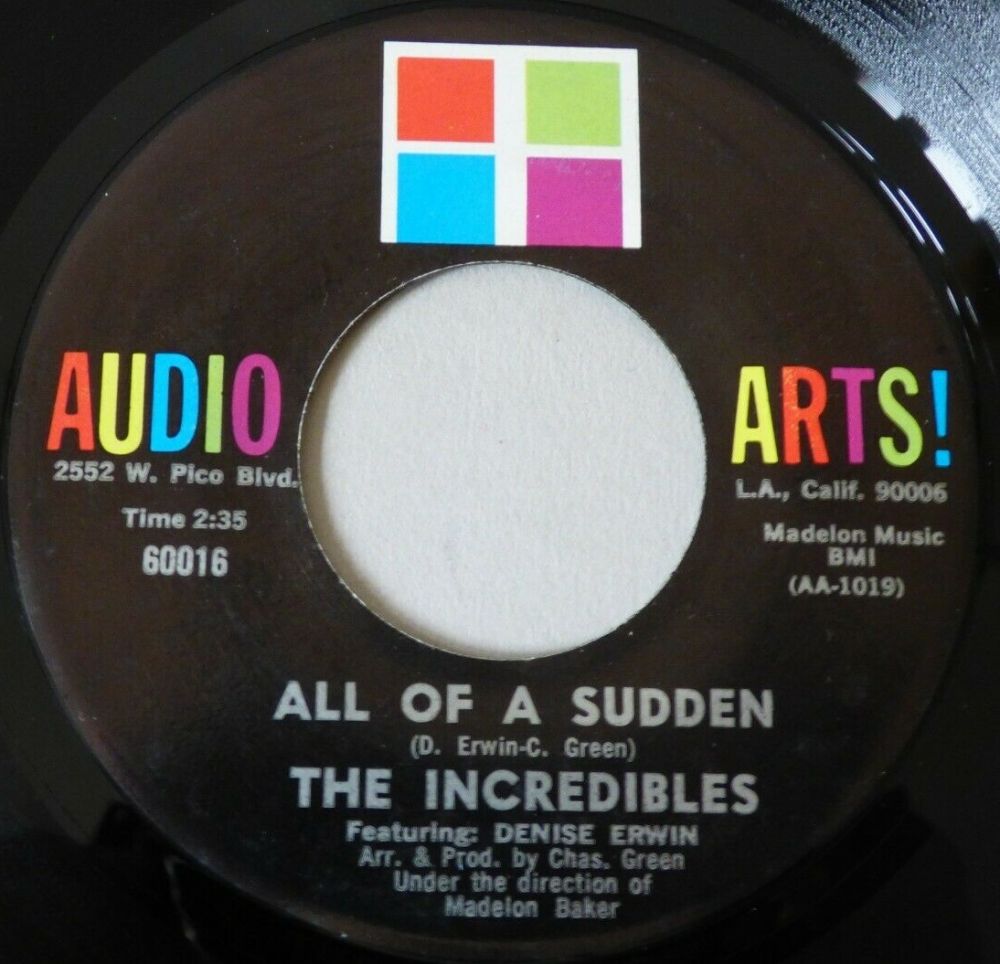 AUDIO
2552 W. Pico Blvd.
Time 2:35
60016
ARTS!
L.A., Calif. 90006
Madelon Music
BMI
(AA-1019)
ALL OF A SUDDEN
(D. Erwin-C. Green)
THE INCREDIBLES
Featuring: DENISE ERWIN
Arr. & Prod. by Chas. Green
Under the direction of
Madelon Baker